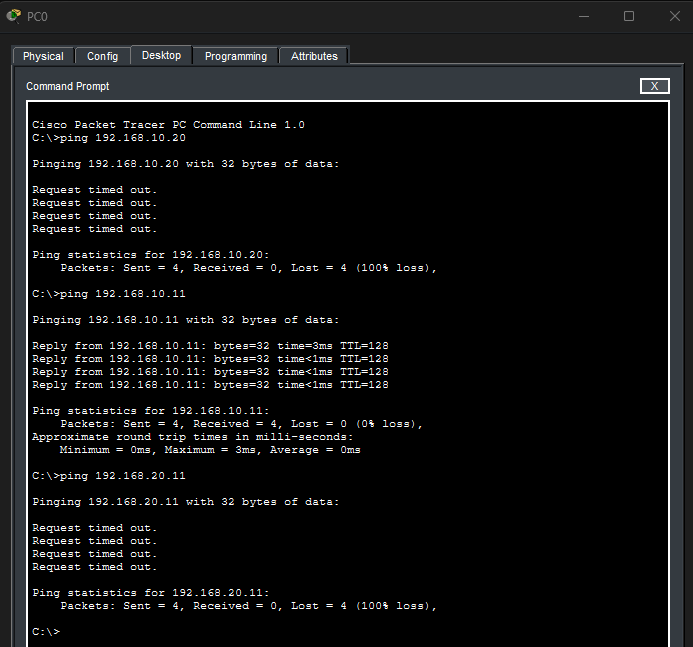 PC0
Physical Config Desktop Programming Attributes
Command Prompt
X
Cisco Packet Tracer PC Command Line 1.0
C:\>ping 192.168.10.20
Pinging 192.168.10.20 with 32 bytes of data:
Request timed out.
Request timed out.
Request timed out.
Request timed out.
Ping statistics for 192.168.10.20:
Packets: Sent = 4, Received = 0, Lost = 4 (100% loss),
C:\>ping 192.168.10.11
Pinging 192.168.10.11 with 32 bytes of data:
Reply from 192.168.10.11: bytes=32 time=3ms TTL=128
Reply from 192.168.10.11: bytes=32 time<1ms TTL=128
Reply from 192.168.10.11: bytes=32 time<1ms TTL=128
Reply from 192.168.10.11: bytes=32 time<1ms TTL=128
Ping statistics for 192.168.10.11:
Packets: Sent = 4, Received = 4, Lost = 0 (0% loss),
Approximate round trip times in milli-seconds:
Minimum = 0ms, Maximum = 3ms, Average = 0ms
C:\>ping 192.168.20.11
Pinging 192.168.20.11 with 32 bytes of data:
Request timed out.
Request timed out.
Request timed out.
Request timed out.
Ping statistics for 192.168.20.11:
Packets: Sent = 4, Received = 0, Lost = 4 (100% loss),
C:\>